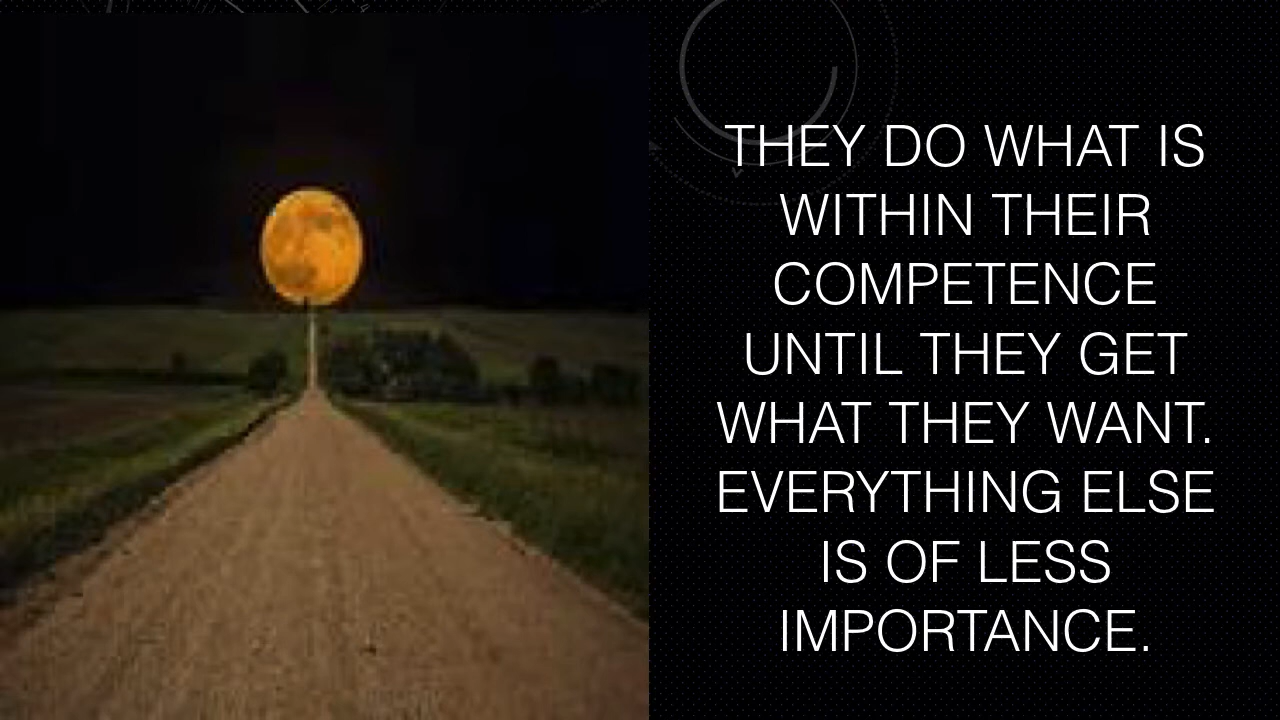 THEY DO WHAT IS
WITHIN THEIR
COMPETENCE
UNTIL THEY GET
WHAT THEY WANT.
EVERYTHING ELSE
IS OF LESS
IMPORTANCE.